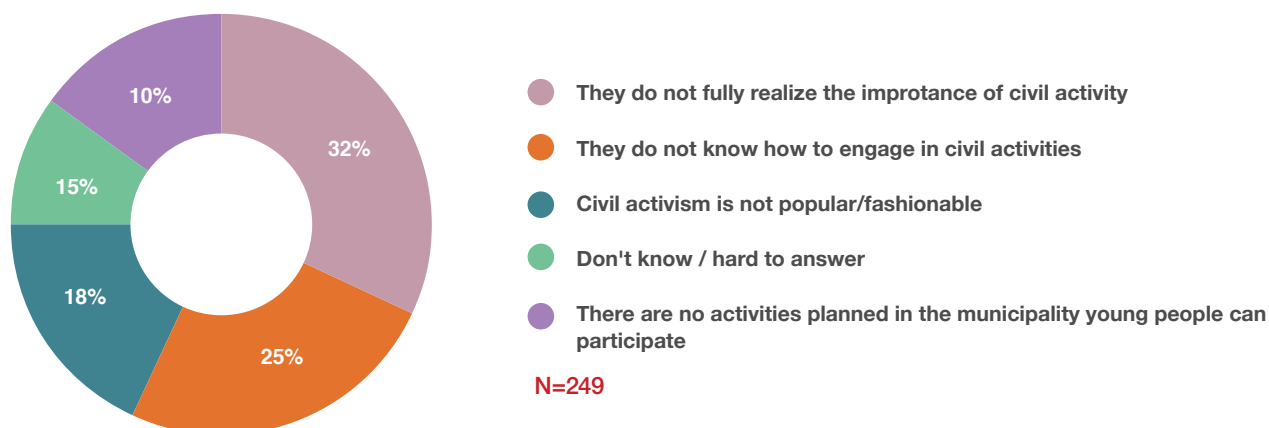 10%
32%
15%
18%
25%
They do not fully realize the improtance of civil activity
They do not know how to engage in civil activities
Civil activism is not popular/fashionable
Don't know / hard to answer
There are no activities planned in the municipality young people can
participate
N=249